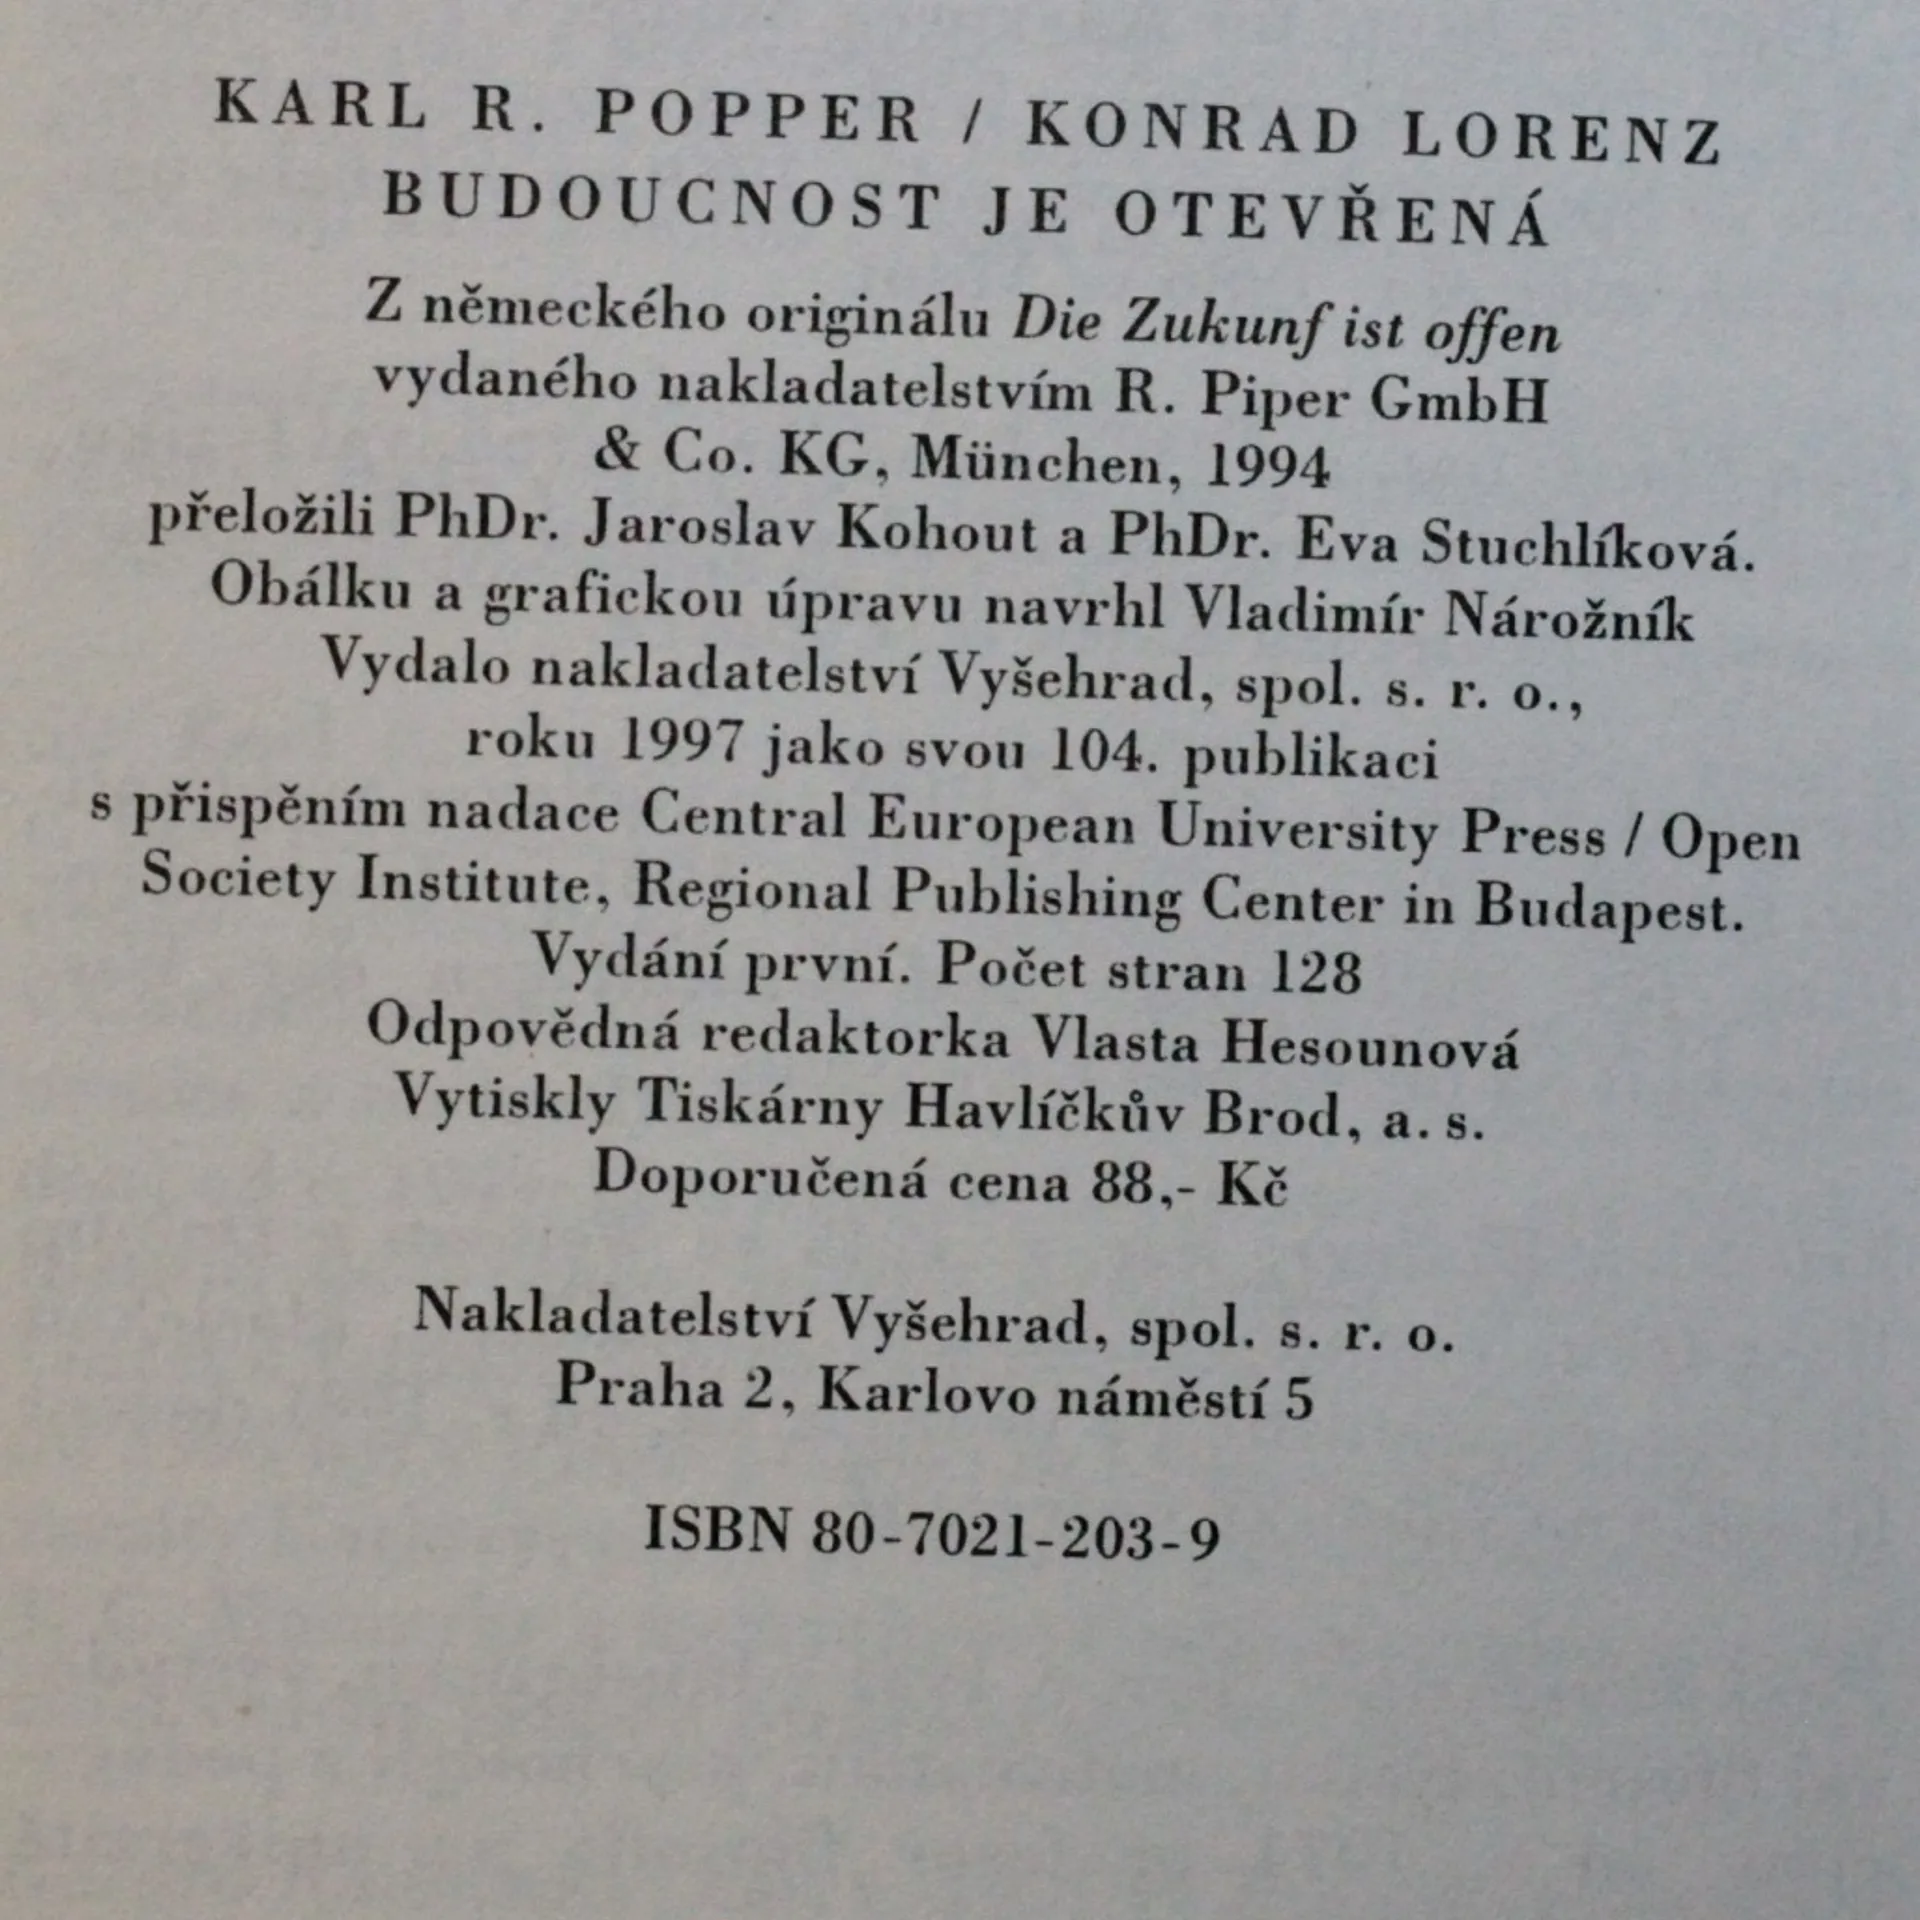 KARL R. POPPER / KONRAD LORENZ
BUDOUCNOST JE OTEVŘENÁ
Z německého originálu Die Zukunf ist offen
vydaného nakladatelstvím R. Piper GmbH
& Co. KG, München, 1994
přeložili PhDr. Jaroslav Kohout a PhDr. Eva Stuchlíková.
Obálku a grafickou úpravu navrhl Vladimír Nárožník
Vydalo nakladatelství Vyšehrad, spol. s. r. o.,
roku 1997 jako svou 104. publikaci
s přispěním nadace Central European University Press / Open
Society Institute, Regional Publishing Center in Budapest.
Vydání první. Počet stran 128
Odpovědná redaktorka Vlasta Hesounová
Vytiskly Tiskárny Havlíčkův Brod, a. s.
Doporučená cena 88,- Kč
Nakladatelství Vyšehrad, spol. s. r. o.
Praha 2, Karlovo náměstí 5
ISBN 80-7021-203-9